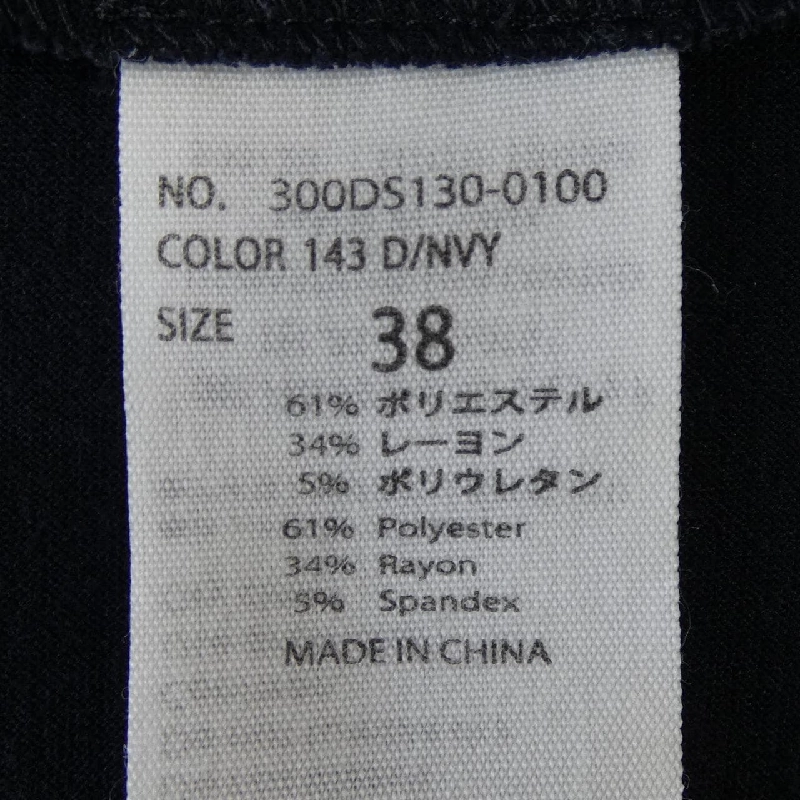 NO. 300DS130-0100
COLOR 143 D/NVY
SIZE 38
61% ポリエステル
34% レーヨン
5% ポリウレタン
61% Polyester
34% Rayon
5% Spandex
MADE IN CHINA